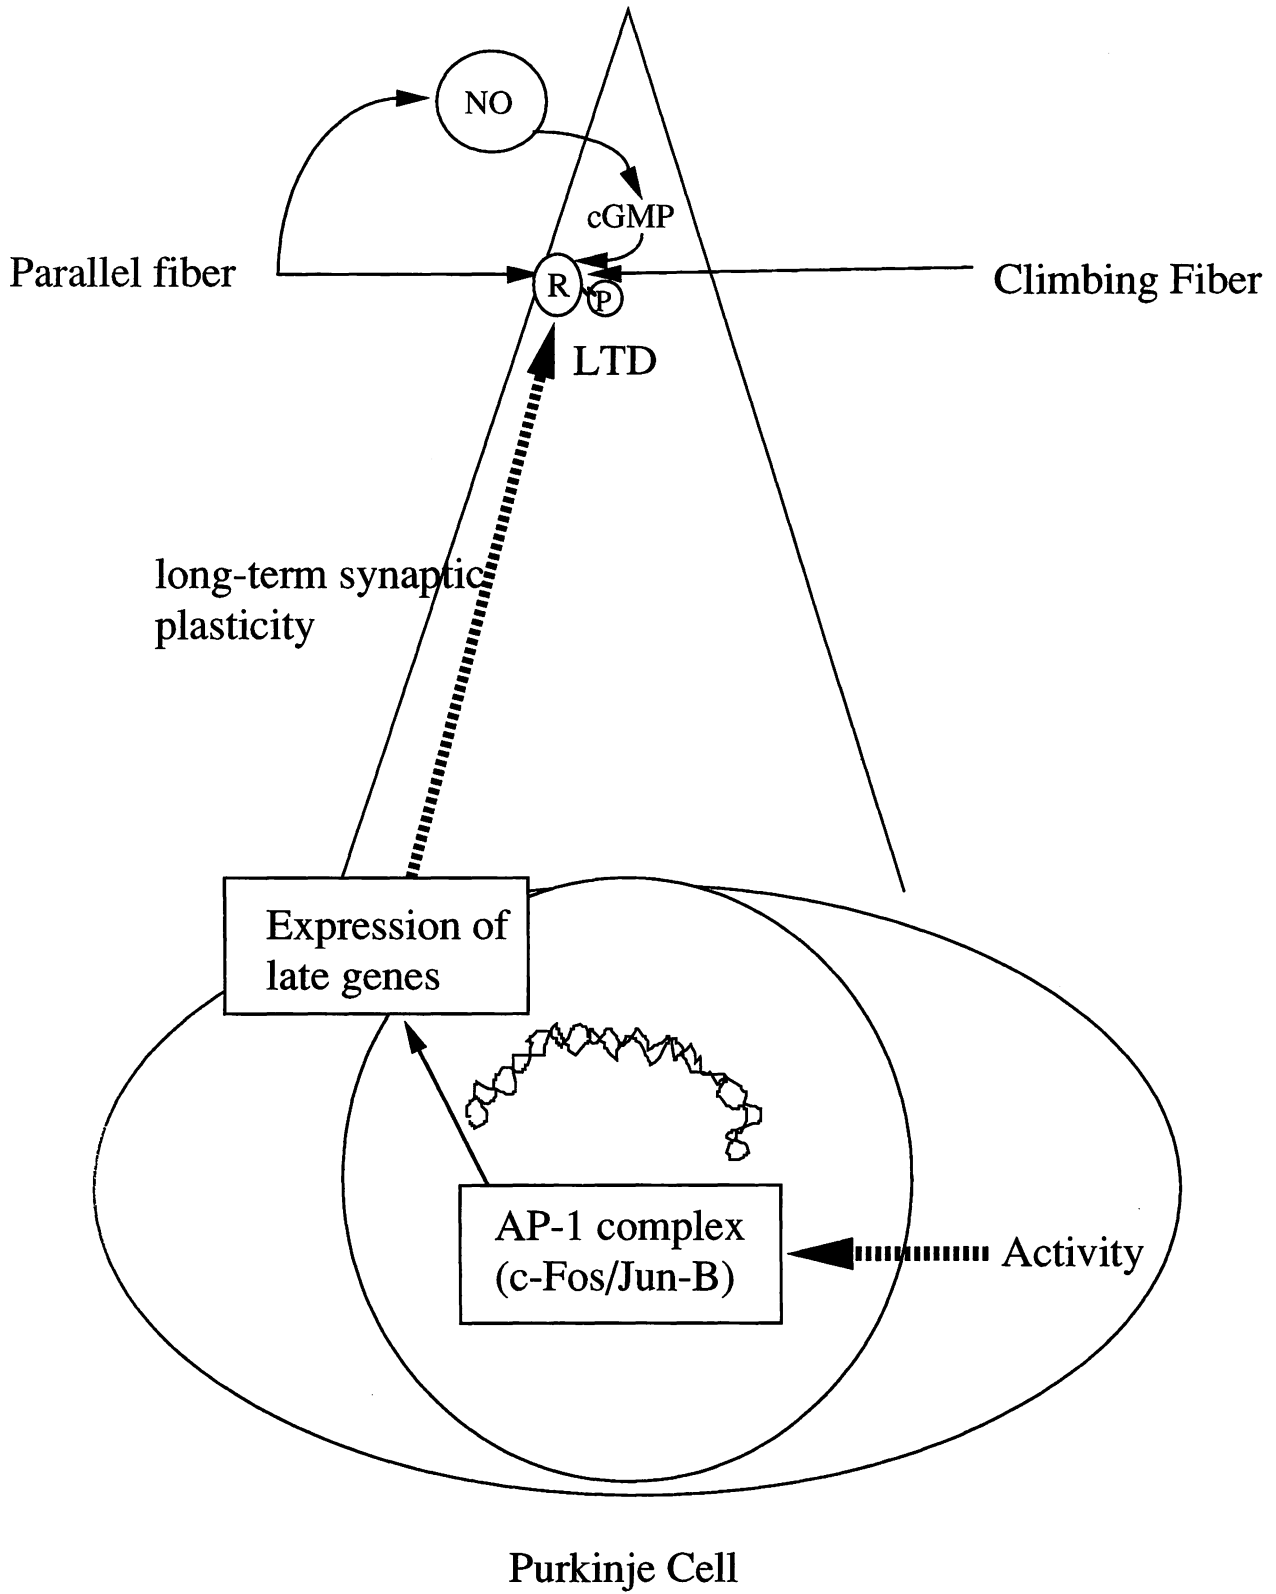 NO
cGMP
Parallel fiber
R
P
Climbing Fiber
LTD
long-term synaptic
plasticity
Expression of
late genes
AP-1 complex
(c-Fos/Jun-B)
Activity
Purkinje Cell